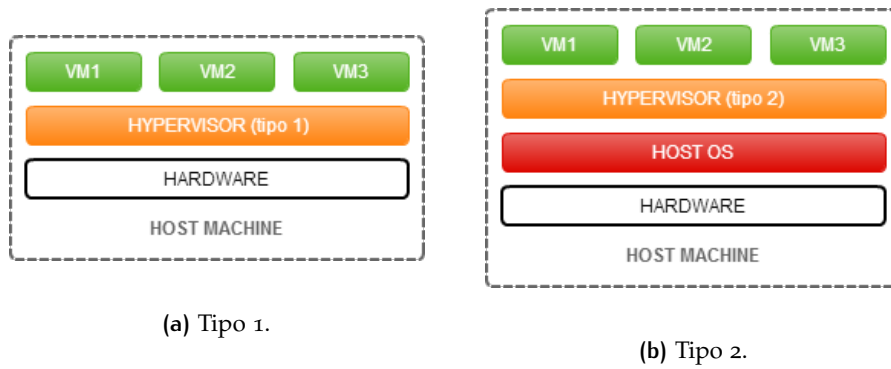 VM1 VM2 VM3
HYPERVISOR (tipo 1)
HARDWARE
HOST MACHINE
(a) Tipo 1.
VM1 VM2 VM3
HYPERVISOR (tipo 2)
HOST OS
HARDWARE
HOST MACHINE
(b) Tipo 2.